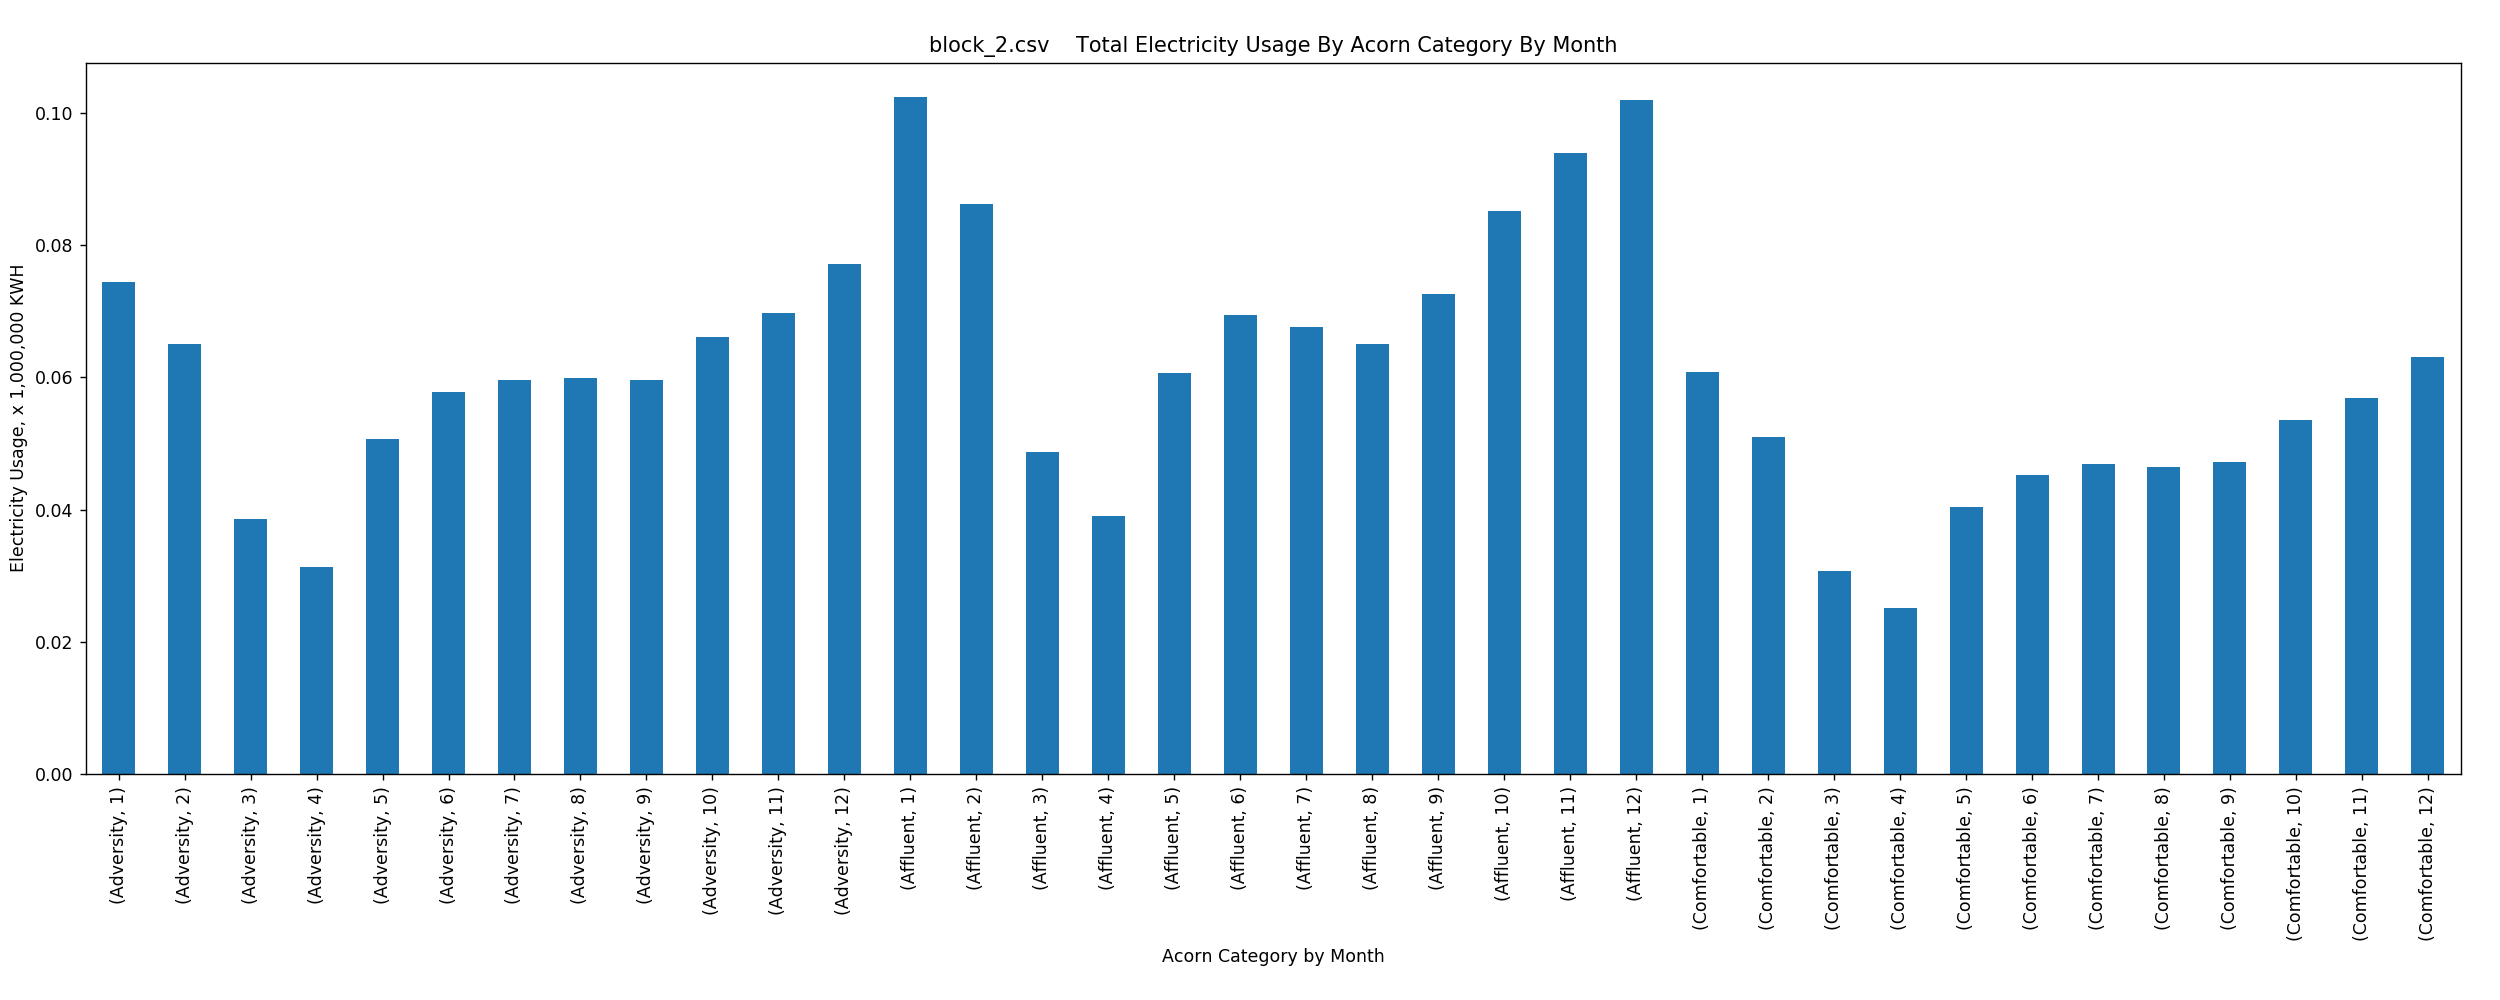 block_2.csv    Total Electricity Usage By Acorn Category By Month
Electricity Usage, x 1,000,000 KWH
0.10
0.08
0.06
0.04
0.02
0.00
(Adversity, 1)
(Adversity, 2)
(Adversity, 3)
(Adversity, 4)
(Adversity, 5)
(Adversity, 6)
(Adversity, 7)
(Adversity, 8)
(Adversity, 9)
(Adversity, 10)
(Adversity, 11)
(Adversity, 12)
(Affluent, 1)
(Affluent, 2)
(Affluent, 3)
(Affluent, 4)
(Affluent, 5)
(Affluent, 6)
(Affluent, 7)
(Affluent, 8)
(Affluent, 9)
(Affluent, 10)
(Affluent, 11)
(Affluent, 12)
(Comfortable, 1)
(Comfortable, 2)
(Comfortable, 3)
(Comfortable, 4)
(Comfortable, 5)
(Comfortable, 6)
(Comfortable, 7)
(Comfortable, 8)
(Comfortable, 9)
(Comfortable, 10)
(Comfortable, 11)
(Comfortable, 12)
Acorn Category by Month